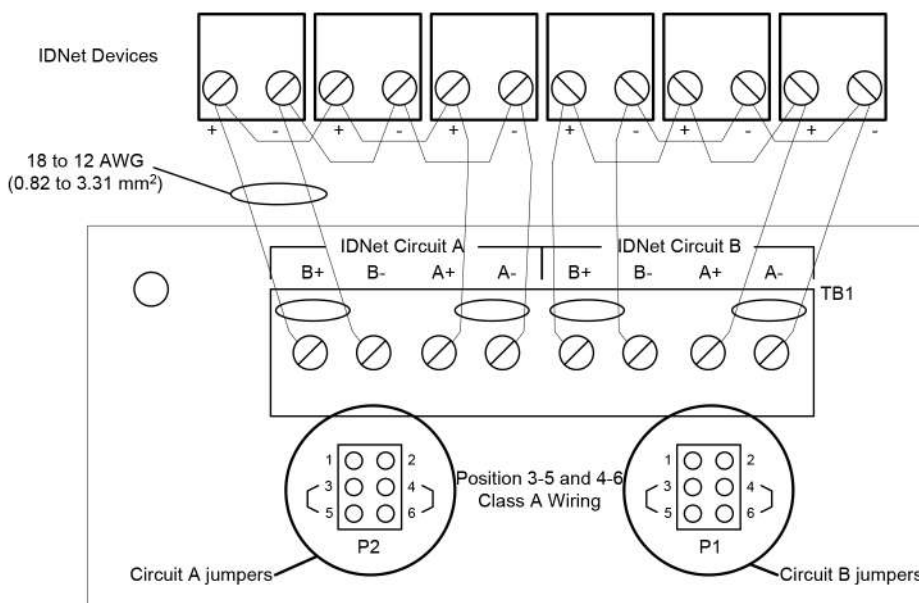 IDNet Devices
+ - + - + - + - + - + -
18 to 12 AWG
(0.82 to 3.31 mm²)
IDNet Circuit A IDNet Circuit B
B+ B- A+ A- B+ B- A+ A-
TB1
1 2
3 4
5 6
P2
Position 3-5 and 4-6
Class A Wiring
1 2
3 4
5 6
P1
Circuit A jumpers
Circuit B jumpers